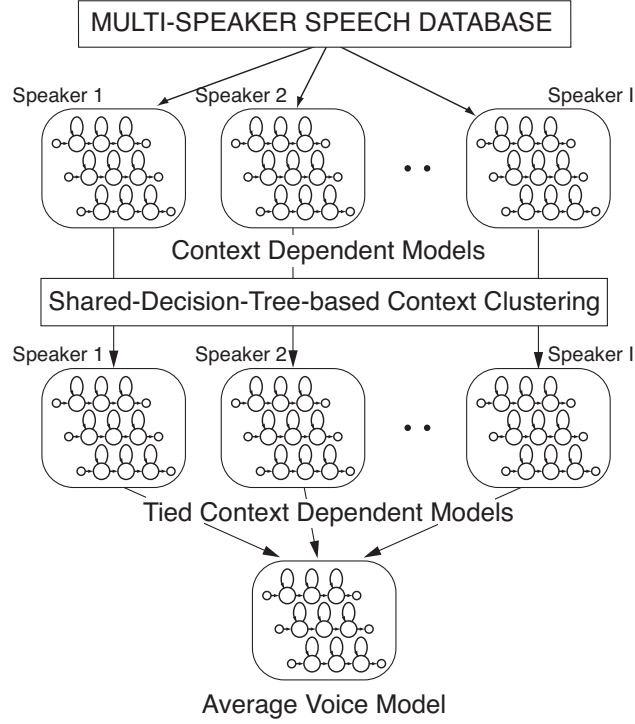 MULTI-SPEAKER SPEECH DATABASE
Speaker 1
Speaker 2
Speaker I
Context Dependent Models
Shared-Decision-Tree-based Context Clustering
Speaker 1
Speaker 2
Speaker I
Tied Context Dependent Models
Average Voice Model